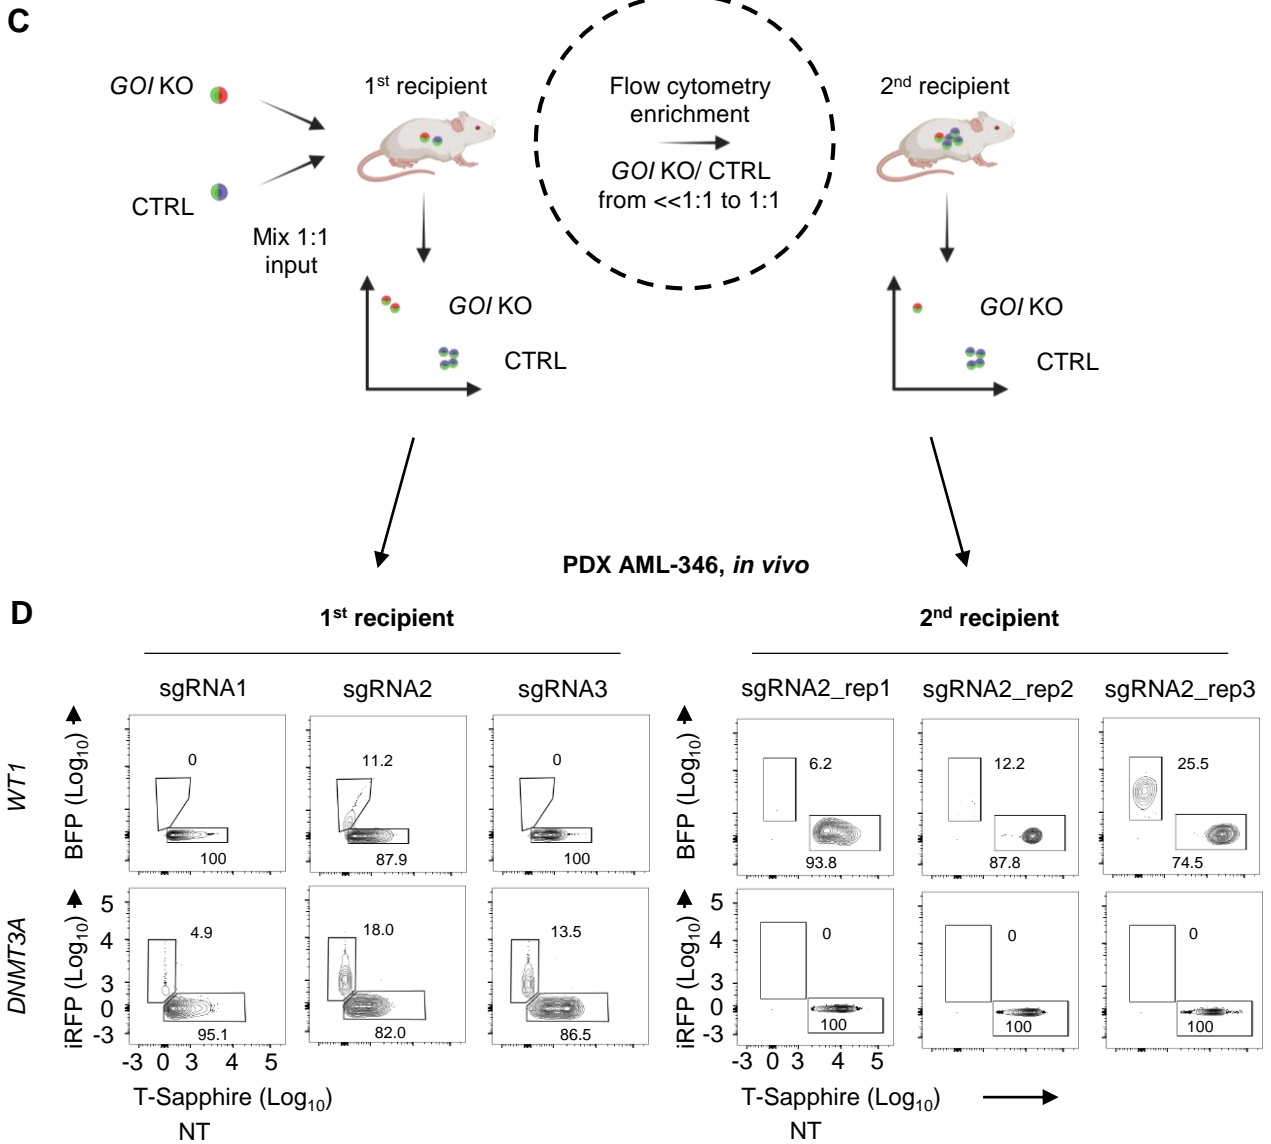 C
GOI KO
CTRL
Mix 1:1
input
1st recipient
Flow cytometry
enrichment
GOI KO/ CTRL
from <<1:1 to 1:1
2nd recipient
GOI KO
CTRL
GOI KO
CTRL
PDX AML-346, in vivo
D
1st recipient
2nd recipient
sgRNA1
sgRNA2
sgRNA3
sgRNA2_rep1
sgRNA2_rep2
sgRNA2_rep3
WT1
BFP (Log10)
0
100
11.2
87.9
0
100
BFP (Log10)
6.2
93.8
12.2
87.8
25.5
74.5
DNMT3A
iRFP (Log10)
5
4
3
0
-3
4.9
95.1
18.0
82.0
13.5
86.5
iRFP (Log10)
5
4
3
0
-3
0
100
0
100
0
100
-3 0 3 4 5
-3 0 3 4 5
T-Sapphire (Log10)
T-Sapphire (Log10)
NT
NT